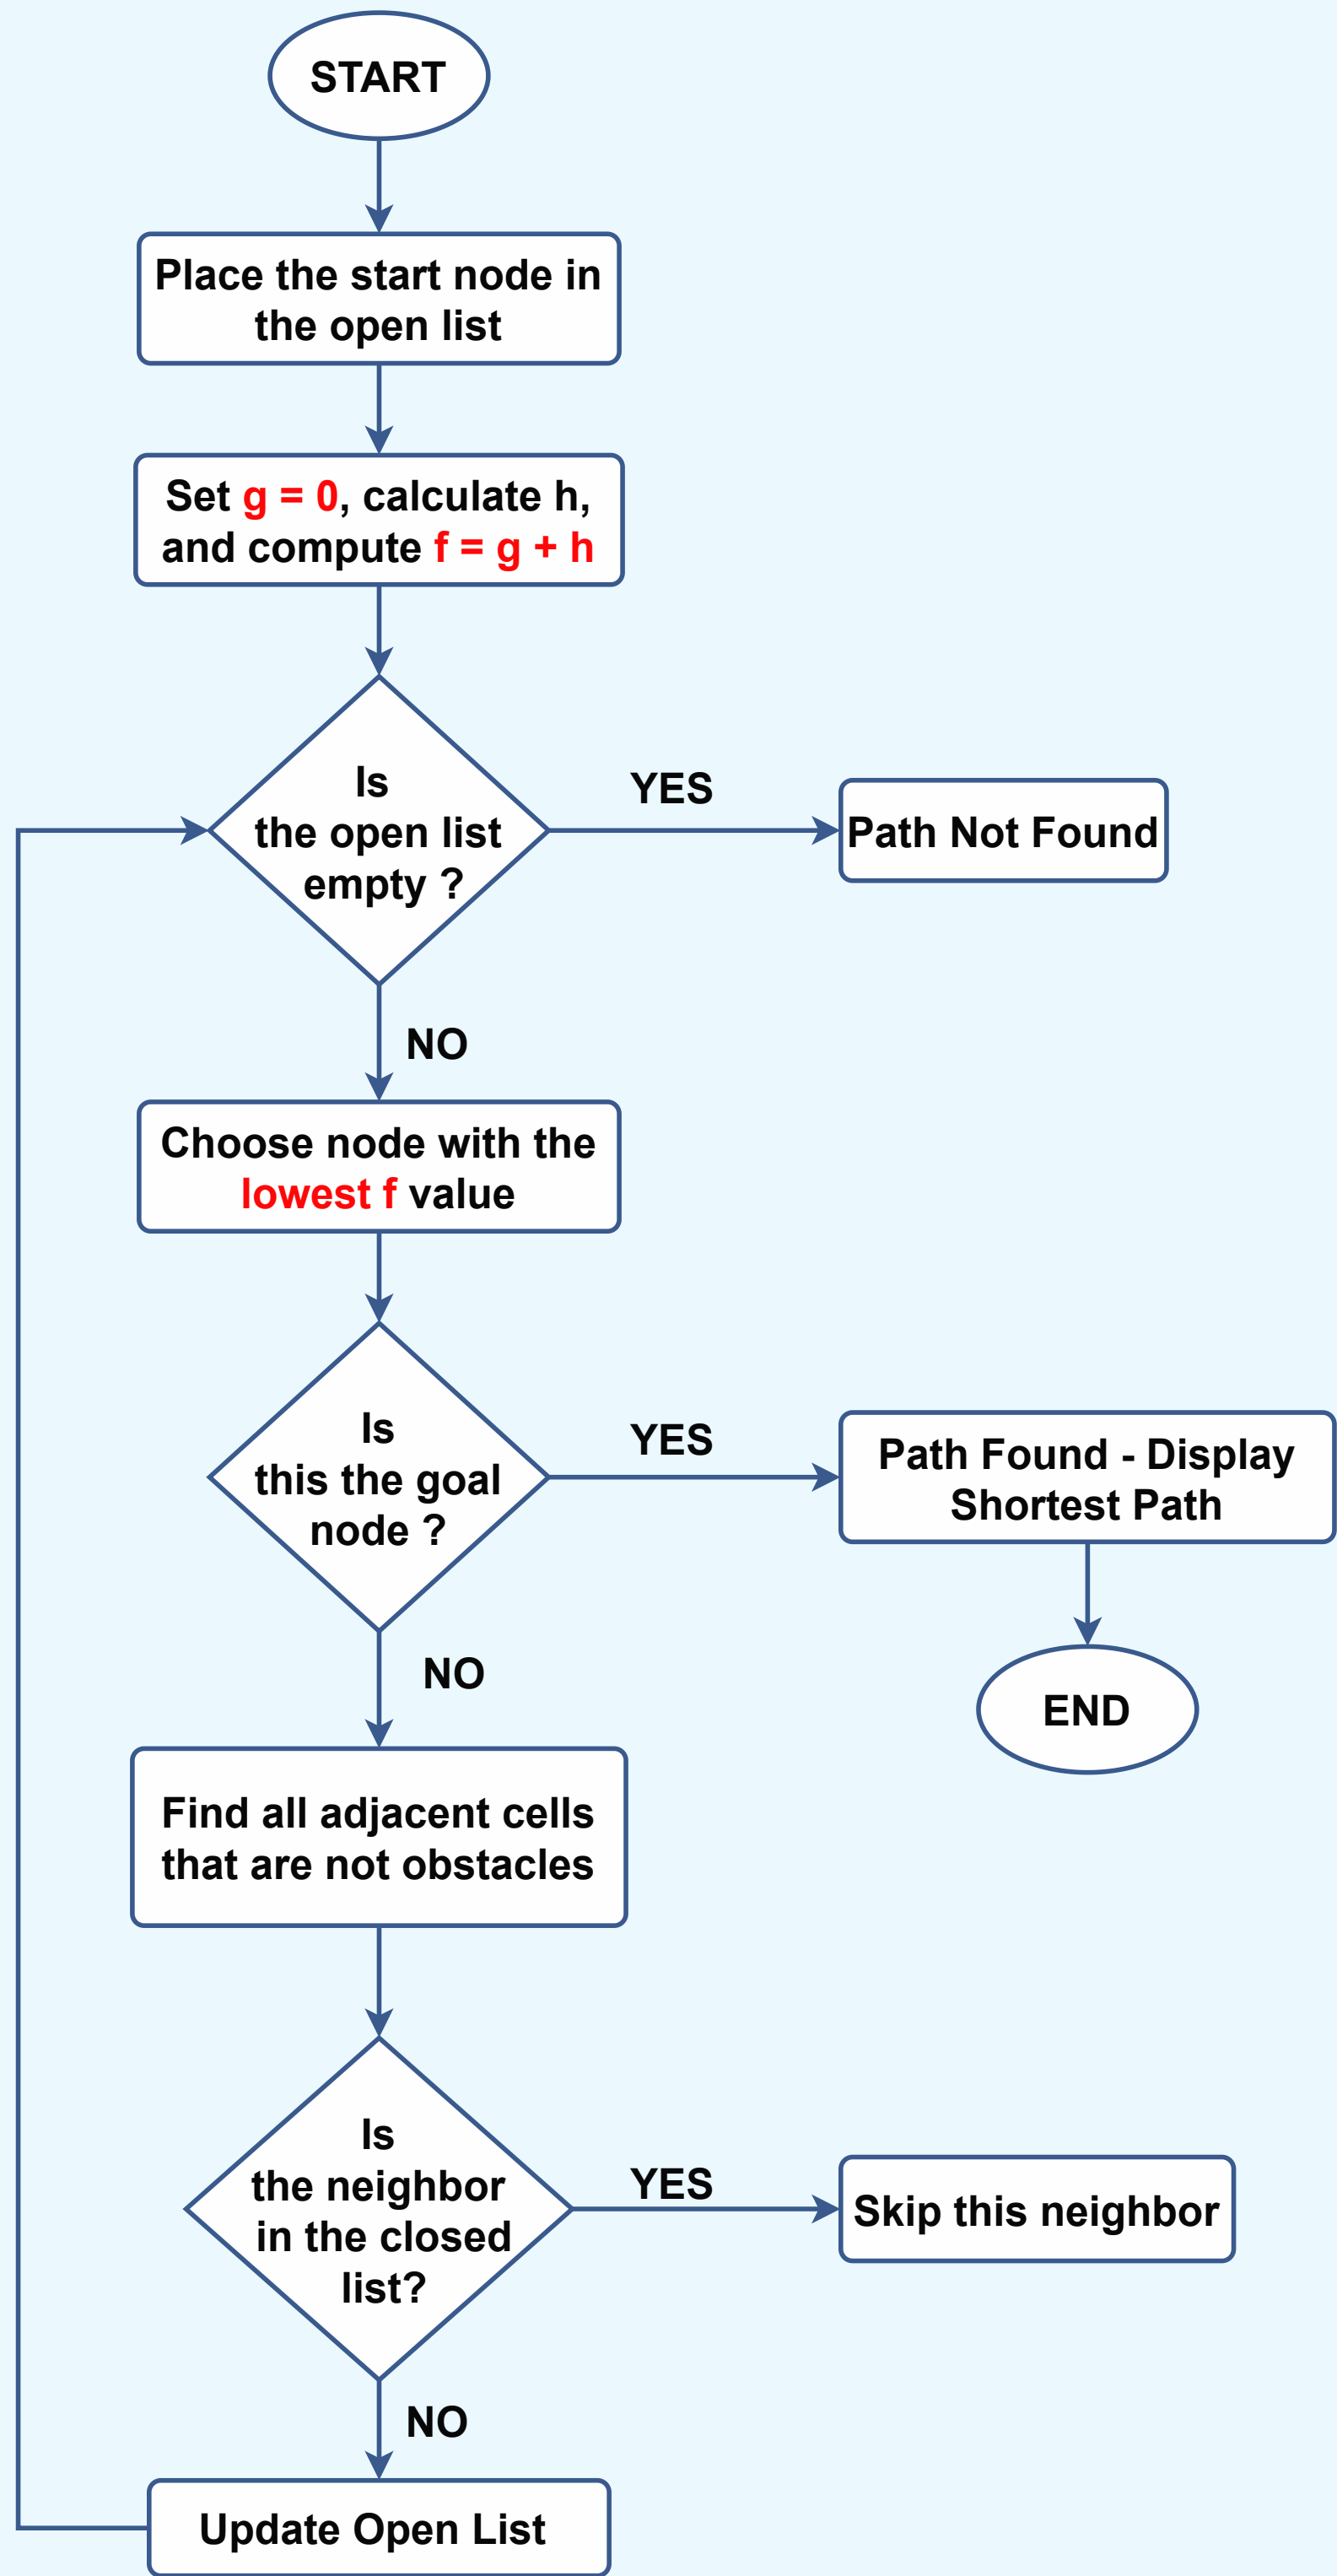 START
Place the start node in
the open list
Set g = 0, calculate h,
and compute f = g + h
Is
the open list
empty ?
YES
Path Not Found
NO
Choose node with the
lowest f value
Is
this the goal
node ?
YES
Path Found - Display
Shortest Path
END
NO
Find all adjacent cells
that are not obstacles
Is
the neighbor
in the closed
list?
YES
Skip this neighbor
NO
Update Open List